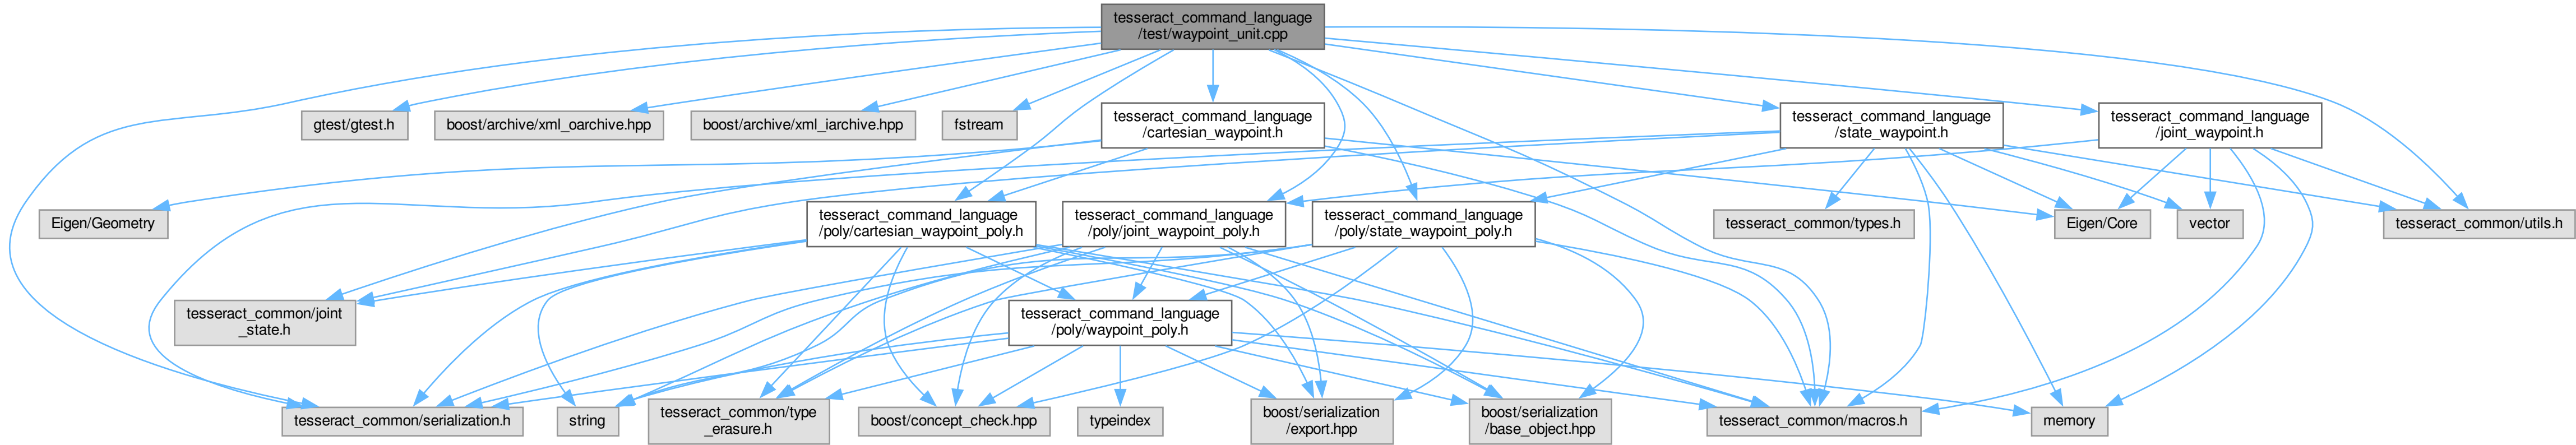 tesseract_command_language
/test/waypoint_unit.cpp
gtest/gtest.h
boost/archive/xml_oarchive.hpp
boost/archive/xml_iarchive.hpp
fstream
tesseract_command_language
/cartesian_waypoint.h
tesseract_command_language
/state_waypoint.h
tesseract_command_language
/joint_waypoint.h
Eigen/Geometry
tesseract_command_language
/poly/cartesian_waypoint_poly.h
tesseract_command_language
/poly/joint_waypoint_poly.h
tesseract_command_language
/poly/state_waypoint_poly.h
tesseract_common/types.h
Eigen/Core
vector
tesseract_common/utils.h
tesseract_common/joint
_state.h
tesseract_command_language
/poly/waypoint_poly.h
tesseract_common/serialization.h
string
tesseract_common/type
_erasure.h
boost/concept_check.hpp
typeindex
boost/serialization
/export.hpp
boost/serialization
/base_object.hpp
tesseract_common/macros.h
memory